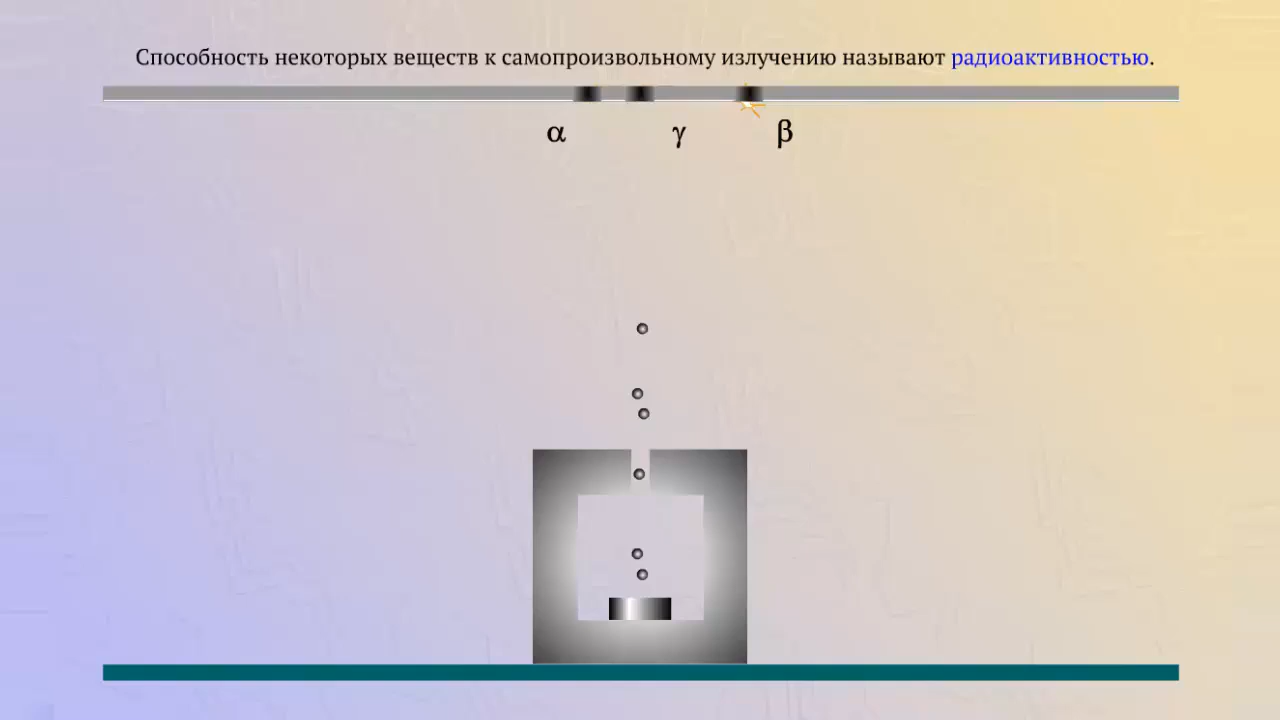 Способность некоторых веществ к самопроизвольному излучению называют радиоактивностью.
α γ β